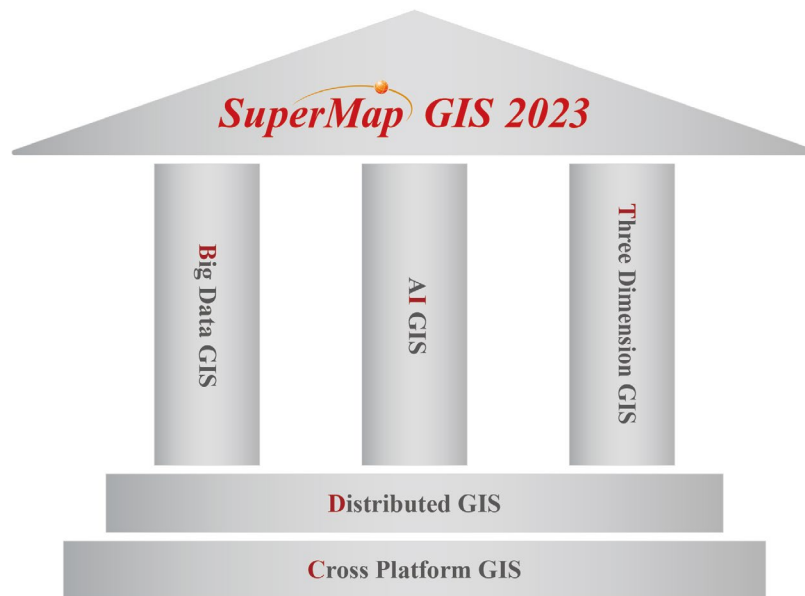 SuperMap GIS 2023
Big Data GIS
AI GIS
Three Dimension GIS
Distributed GIS
Cross Platform GIS